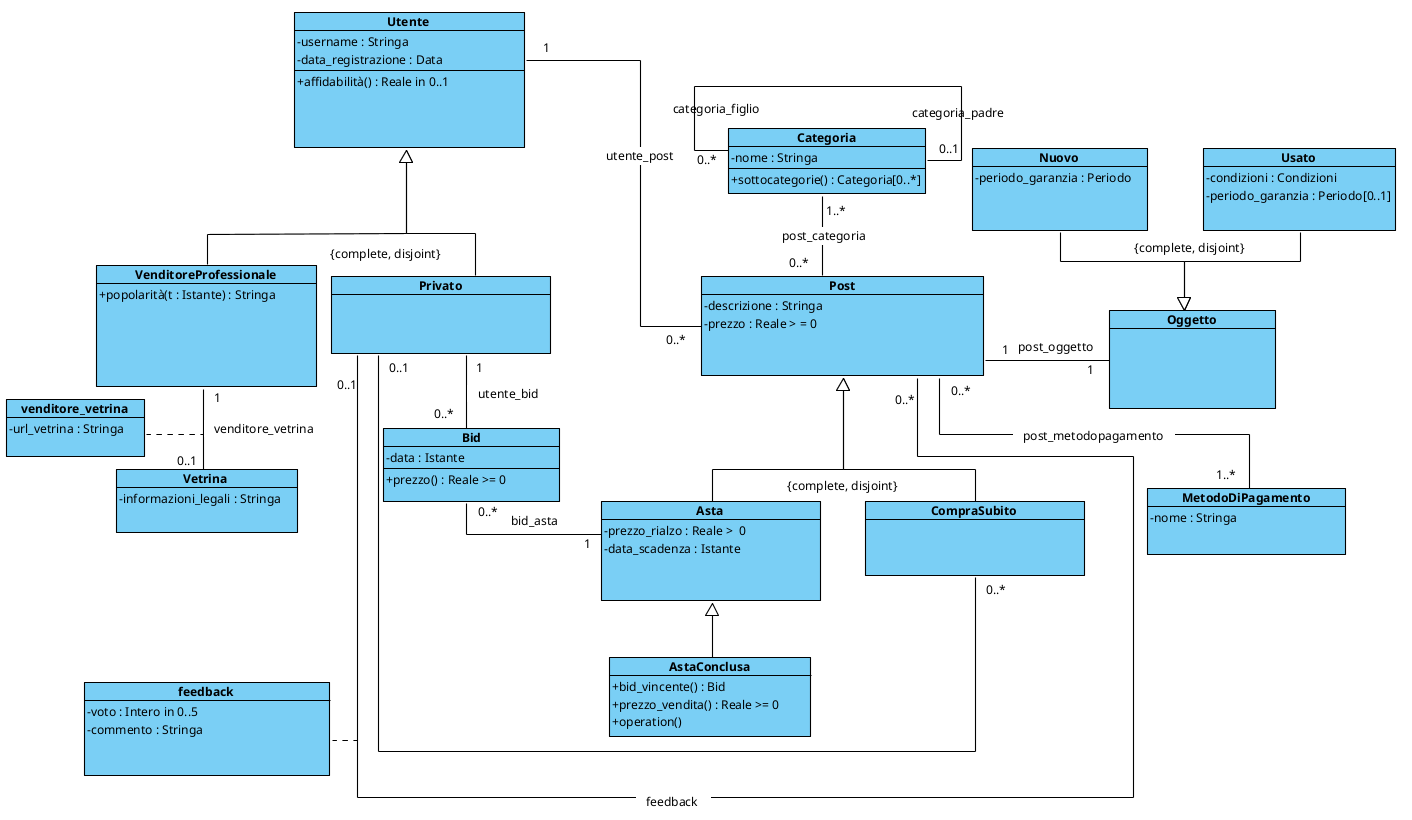 Utente
-username : Stringa
-data_registrazione : Data
+affidabilità() : Reale in 0..1
1
utente_post
0..*
categoria_figlio
categoria_padre
0..*
0..1
Categoria
-nome : Stringa
+sottocategorie() : Categoria[0..*]
1..*
post_categoria
0..*
Nuovo
-periodo_garanzia : Periodo
Usato
-condizioni : Condizioni
-periodo_garanzia : Periodo[0..1]
{complete, disjoint}
{complete, disjoint}
VenditoreProfessionale
+popolarità(t : Istante) : Stringa
Privato
Post
-descrizione : Stringa
-prezzo : Reale > = 0
Oggetto
1
post_oggetto
1
0..1
0..1
1
utente_bid
0..*
1
venditore_vetrina
0..1
venditore_vetrina
-url_vetrina : Stringa
Vetrina
-informazioni_legali : Stringa
Bid
-data : Istante
+prezzo() : Reale >= 0
0..*
bid_asta
1
0..*
0..*
post_metodopagamento
1..*
MetodoDiPagamento
-nome : Stringa
{complete, disjoint}
Asta
-prezzo_rialzo : Reale >  0
-data_scadenza : Istante
CompraSubito
0..*
AstaConclusa
+bid_vincente() : Bid
+prezzo_vendita() : Reale >= 0
+operation()
feedback
-voto : Intero in 0..5
-commento : Stringa
feedback